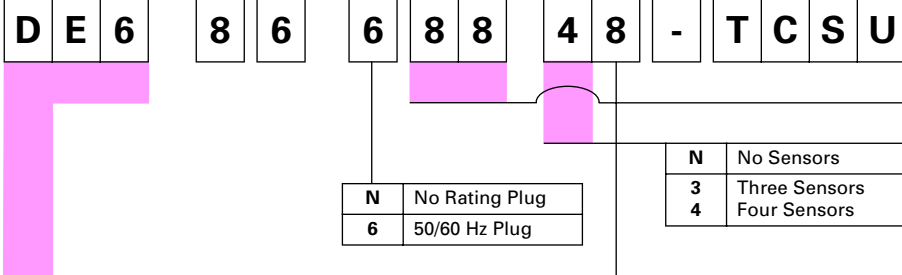 D E 6 8 6 6 8 8 4 8 - T C S U
N No Sensors
3 Three Sensors
4 Four Sensors
N No Rating Plug
6 50/60 Hz Plug